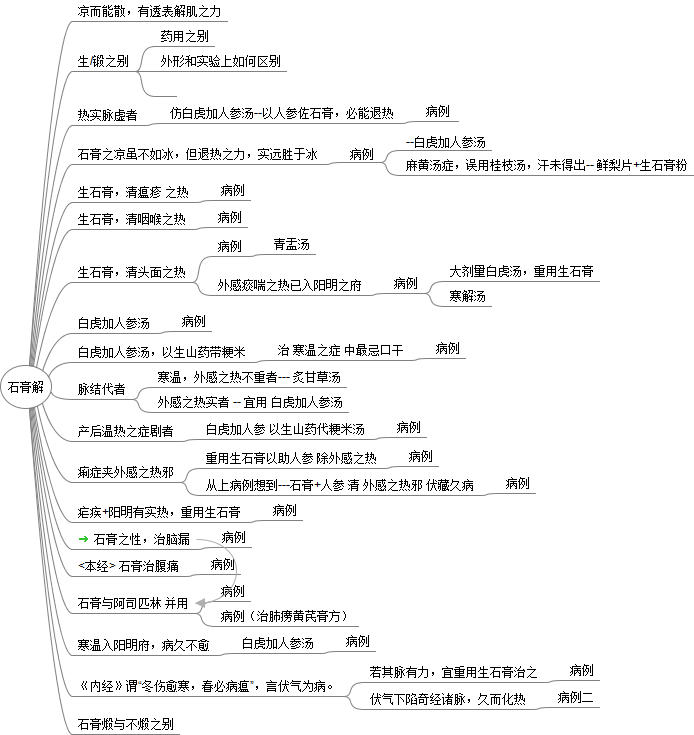 石膏解
凉而能散，有透表解肌之力
生/锻之别
药用之别
外形和实验上如何区别
热实脉虚者
仿白虎加人参汤--以人参佐石膏，必能退热
病例
石膏之凉虽不如冰，但退热之力，实远胜于冰
病例
--白虎加人参汤
麻黄汤症，误用桂枝汤，汗未得出-- 鲜梨片+生石膏粉
生石膏，清瘟疹 之热
病例
生石膏，清咽喉之热
病例
生石膏，清头面之热
病例
青盂汤
外感痰喘之热已入阳明之府
病例
大剂量白虎汤，重用生石膏
寒解汤
白虎加人参汤
病例
白虎加人参汤，以生山药带粳米
治 寒温之症 中最忌口干
病例
脉结代者
寒温，外感之热不重者--- 炙甘草汤
外感之热实者 -- 宜用 白虎加人参汤
产后温热之症剧者
白虎加人参 以生山药代粳米汤
病例
痢症夹外感之热邪
重用生石膏以助人参 除外感之热
病例
从上病例想到---石膏+人参 清 外感之热邪 伏藏久病
病例
疟疾+阳明有实热，重用生石膏
病例
石膏之性，治脑漏
病例
<本经> 石膏治腹痛
病例
石膏与阿司匹林 并用
病例
病例（治肺痨黄芪膏方）
寒温入阳明府，病久不愈
白虎加人参汤
病例
《内经》谓“冬伤愈寒，春必病瘟”，言伏气为病。
若其脉有力，宜重用生石膏治之
病例
伏气下陷奇经诸脉，久而化热
病例二
石膏煅与不煅之别